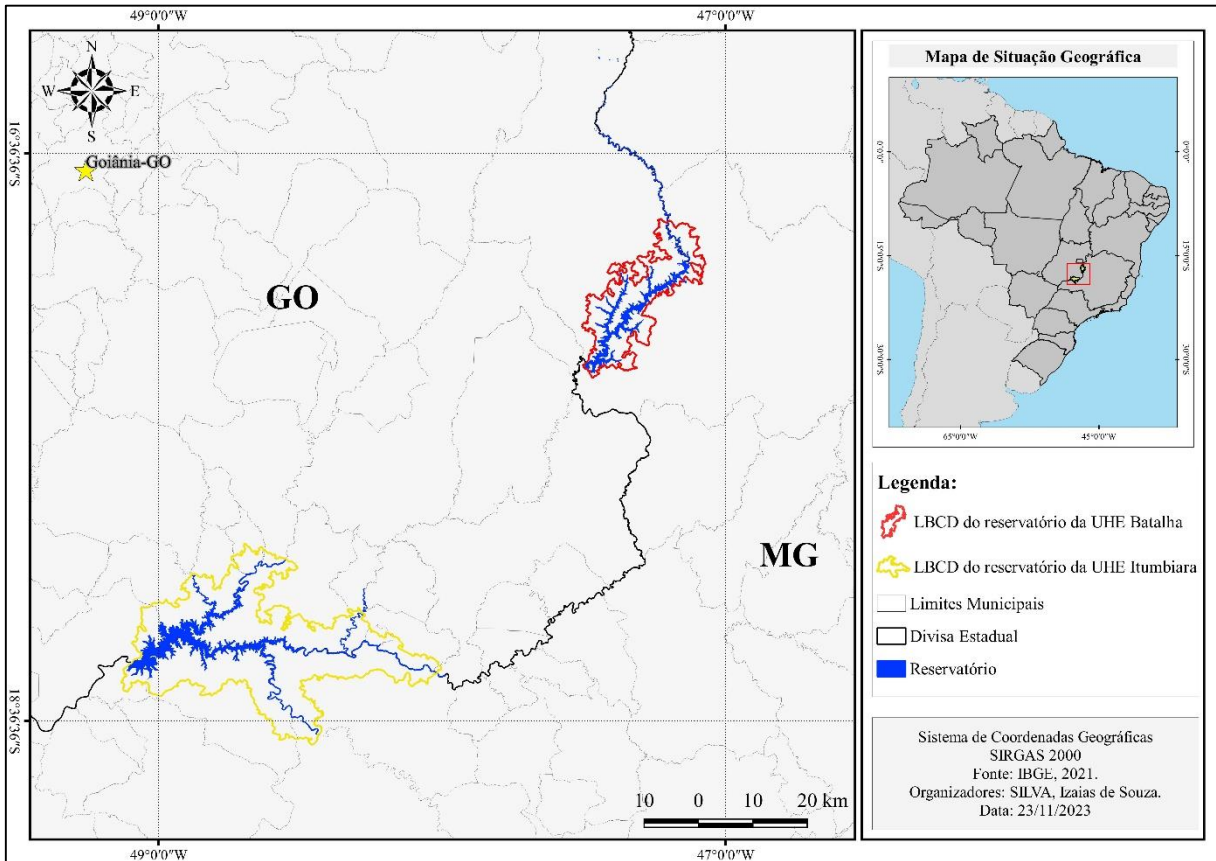 49°0'0"W
47°0'0"W
N
W
E
S
Goiânia-GO
16°36'36"S
GO
MG
18°36'36"S
10 0 10 20 km
49°0'0"W
47°0'0"W
Mapa de Situação Geográfica
0°0'0"
0°0'0"
15°0'0"S
15°0'0"S
30°0'0"S
30°0'0"S
65°0'0"W
45°0'0"W
Legenda:
LBCD do reservatório da UHE Batalha
LBCD do reservatório da UHE Itumbiara
Limites Municipais
Divisa Estadual
Reservatório
Sistema de Coordenadas Geográficas
SIRGAS 2000
Fonte: IBGE, 2021.
Organizadores: SILVA, Izaias de Souza.
Data: 23/11/2023